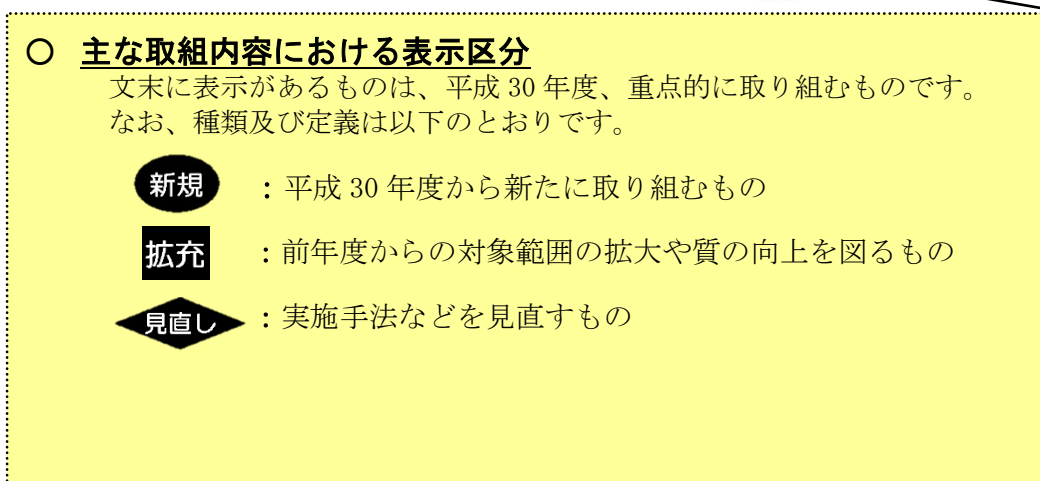 ○ 主な取組内容における表示区分
文末に表示があるものは、平成 30 年度、重点的に取り組むものです。
なお、種類及び定義は以下のとおりです。
新規 ：平成 30 年度から新たに取り組むもの
拡充 ：前年度からの対象範囲の拡大や質の向上を図るもの
見直し ：実施手法などを見直すもの